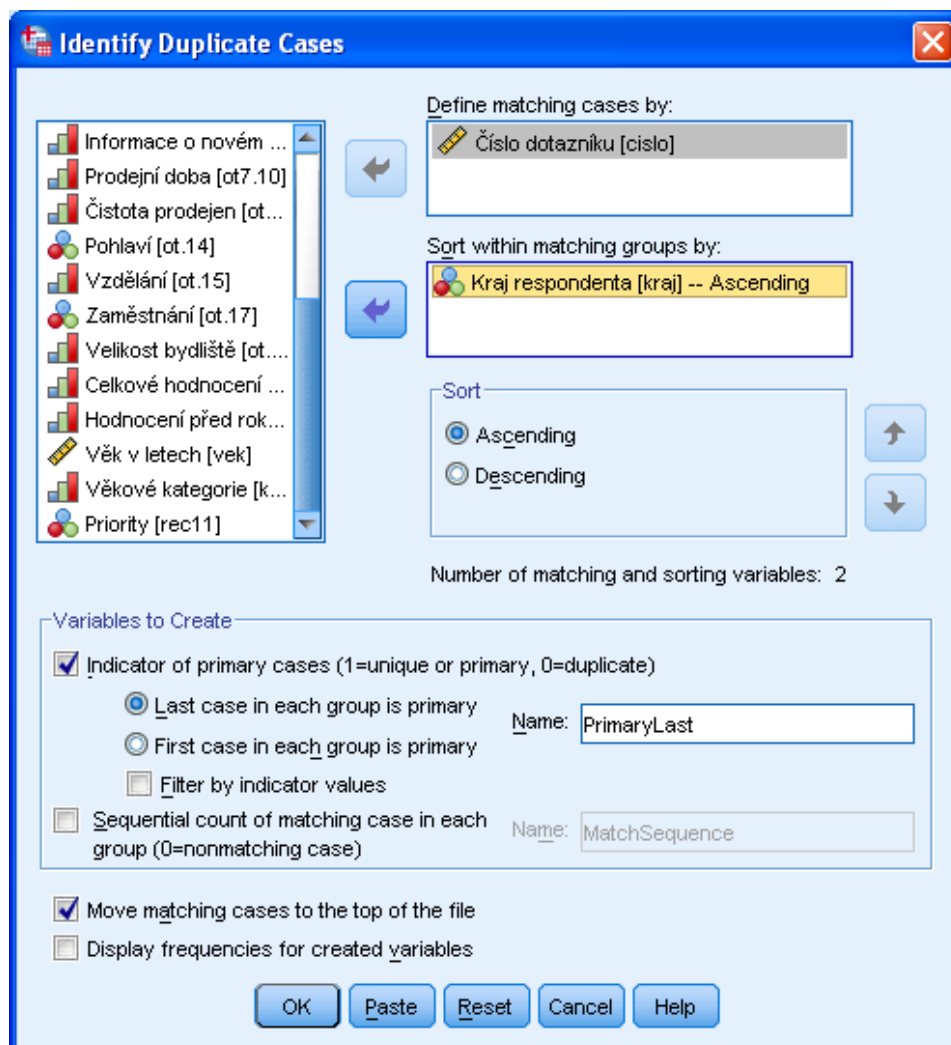 Identify Duplicate Cases
Define matching cases by:
Číslo dotazníku [cislo]
Informace o novém ...
Prodejní doba [ot7.10]
Čistota prodejen [ot...
Pohlaví [ot.14]
Vzdělání [ot.15]
Zaměstnání [ot.17]
Velikost bydliště [ot....
Celkové hodnocení ...
Hodnocení před rok...
Věk v letech [vek]
Věkové kategorie [k...
Priority [rec11]
Sort within matching groups by:
Kraj respondenta [kraj] -- Ascending
Sort
Ascending
Descending
Number of matching and sorting variables: 2
Variables to Create
Indicator of primary cases (1=unique or primary, 0=duplicate)
Last case in each group is primary
First case in each group is primary
Name: PrimaryLast
Filter by indicator values
Sequential count of matching case in each
group (0=nonmatching case)
Name: MatchSequence
Move matching cases to the top of the file
Display frequencies for created variables
OK Paste Reset Cancel Help